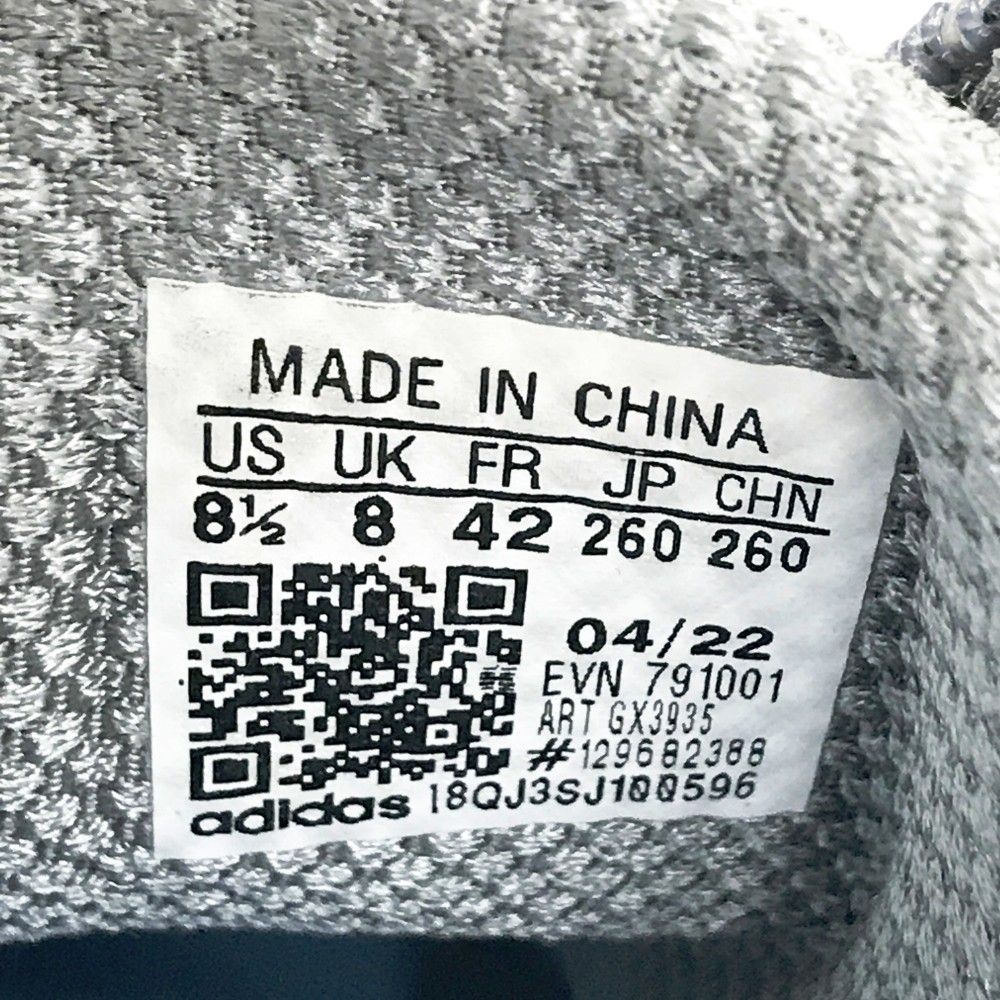 MADE IN CHINA
US UK FR JP CHN
8½ 8 42 260 260
04/22
EVN 791001
ART GX3935
#129682388
adidas 18QJ3SJ100596